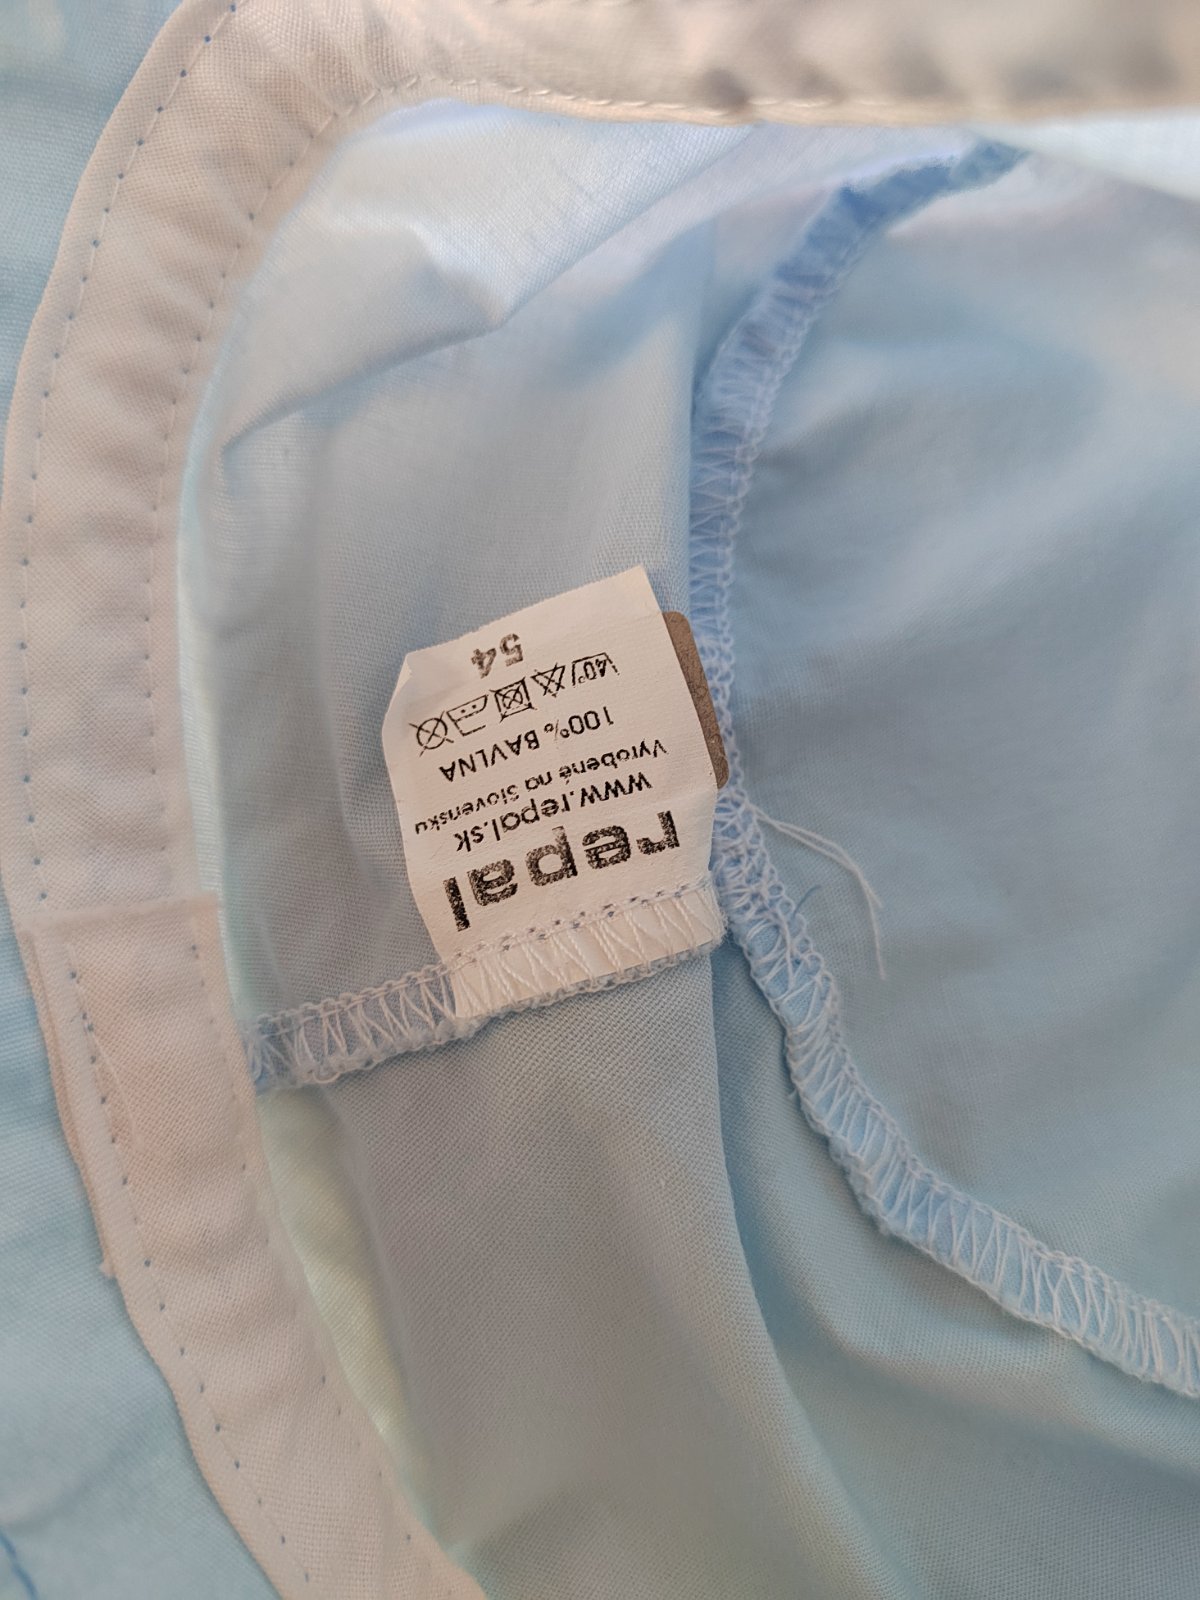 repal
www.repal.sk
Vyrobené na Slovensku
100% BAVLNA
40°
54